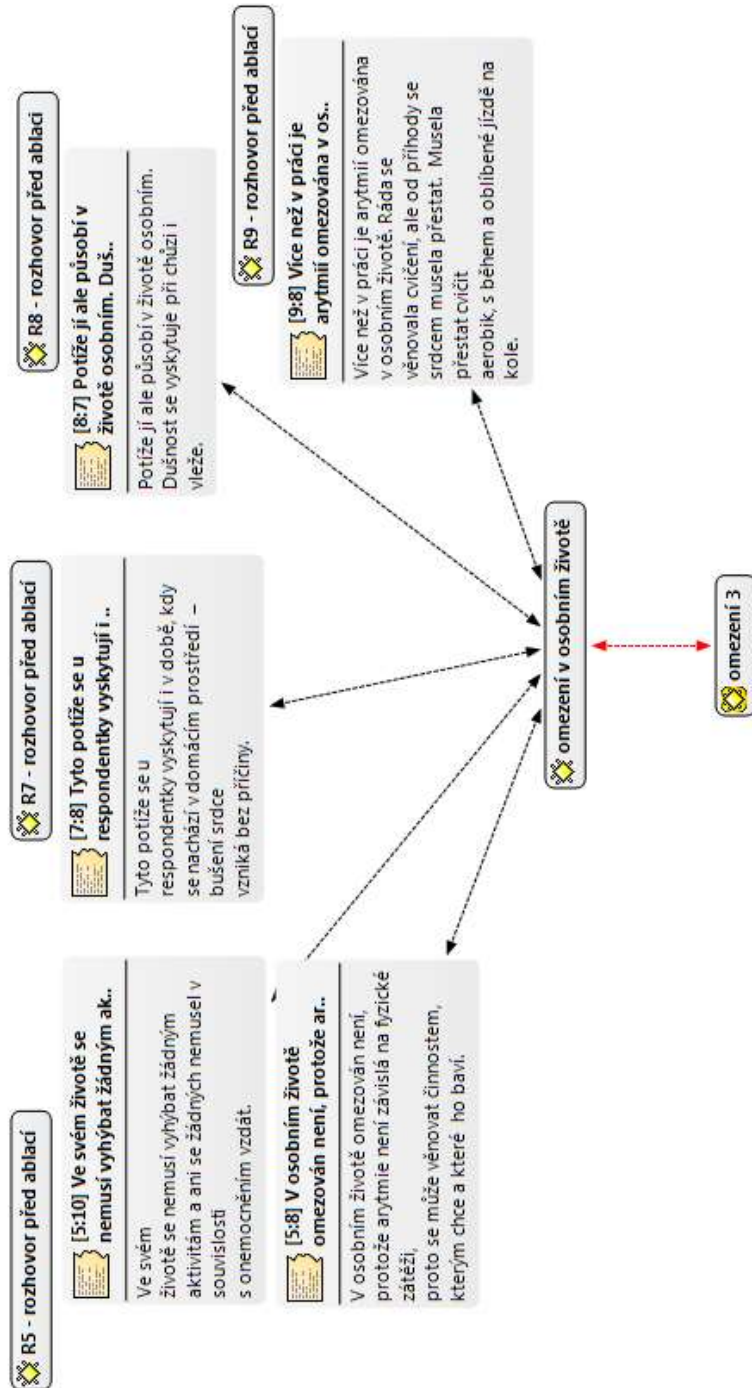 R5 - rozhovor před ablací
[5:10] Ve svém životě se
nemusí vyhýbat žádným ak..
Ve svém
životě se nemusí vyhýbat žádným
aktivitám a ani se žádných nemusel v
souvislosti
s onemocněním vzdát.
[5:8] V osobním životě
omezován není, protože ar..
V osobním životě omezován není,
protože arytmie není závislá na fyzické
zátěži,
proto se může věnovat činnostem,
kterým chce a které ho baví.
R7 - rozhovor před ablací
[7:8] Tyto potíže se u
respondentky vyskytují i ..
Tyto potíže se u
respondentky vyskytují i v době, kdy
se nachází v domácím prostředí –
bušení srdce
vzniká bez příčiny.
R8 - rozhovor před ablací
[8:7] Potíže jí ale působí v
životě osobním. Duš..
Potíže jí ale působí v životě osobním.
Dušnost se vyskytuje při chůzi i
vleže.
R9 - rozhovor před ablací
[9:8] Více než v práci je
arytmií omezována v os..
Více než v práci je arytmií omezována
v osobním životě. Ráda se
věnovala cvičení, ale od příhody se
srdcem musela přestat. Musela
přestat cvičit
aerobik, s během a oblíbené jízdě na
kole.
omezení v osobním životě
omezení 3